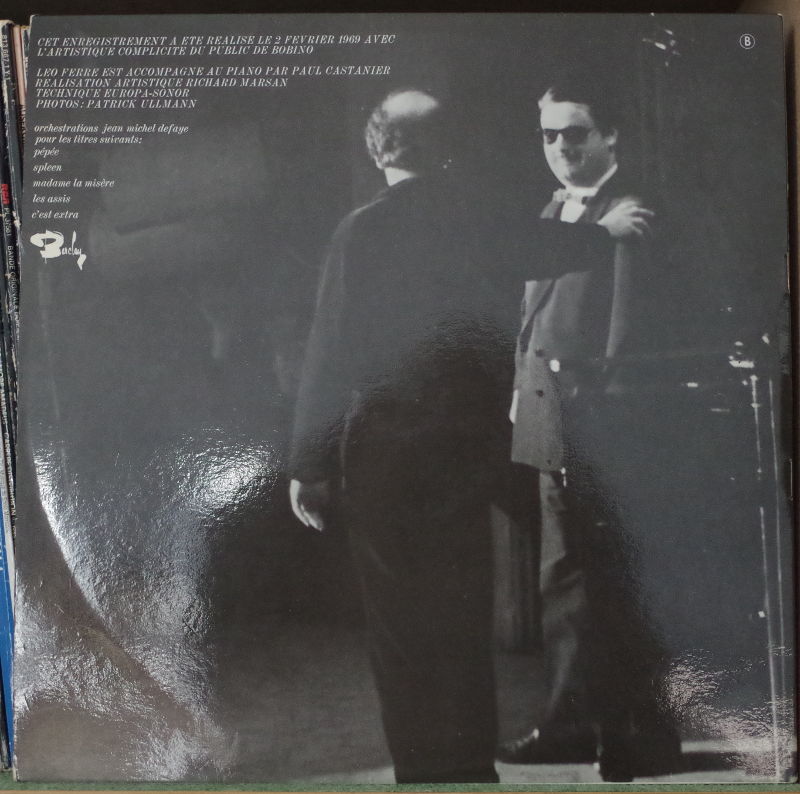 CET ENREGISTREMENT A ETE REALISE LE 2 FEVRIER 1969 AVEC
L'ARTISTIQUE COMPLICITE DU PUBLIC DE BOBINO
LEO FERRE EST ACCOMPAGNE AU PIANO PAR PAUL CASTANIER
REALISATION ARTISTIQUE RICHARD MARSAN
TECHNIQUE EUROPA-SONOR
PHOTOS: PATRICK ULLMANN
orchestrations jean michel defaye
pour les titres suivants:
pépée
spleen
madame la misère
les assis
c'est extra
Barclay
B
RCA